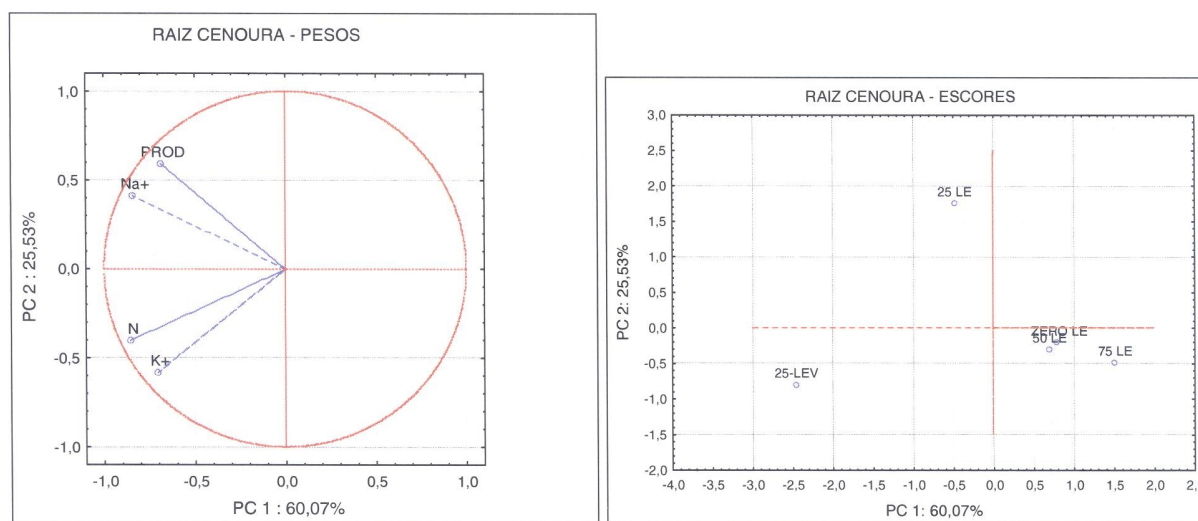 RAIZ CENOURA - PESOS
1,0
0,5
0,0
-0,5
-1,0
PC 2 : 25,53%
PROD
Na+
N
K+
-1,0 -0,5 0,0 0,5 1,0
PC 1 : 60,07%
RAIZ CENOURA - ESCORES
3,0
2,5
2,0
1,5
1,0
0,5
0,0
-0,5
-1,0
-1,5
-2,0
PC 2: 25,53%
25 LE
ZERO LE
50 LE
75 LE
25-LEV
-4,0 -3,5 -3,0 -2,5 -2,0 -1,5 -1,0 -0,5 0,0 0,5 1,0 1,5 2,0
PC 1: 60,07%